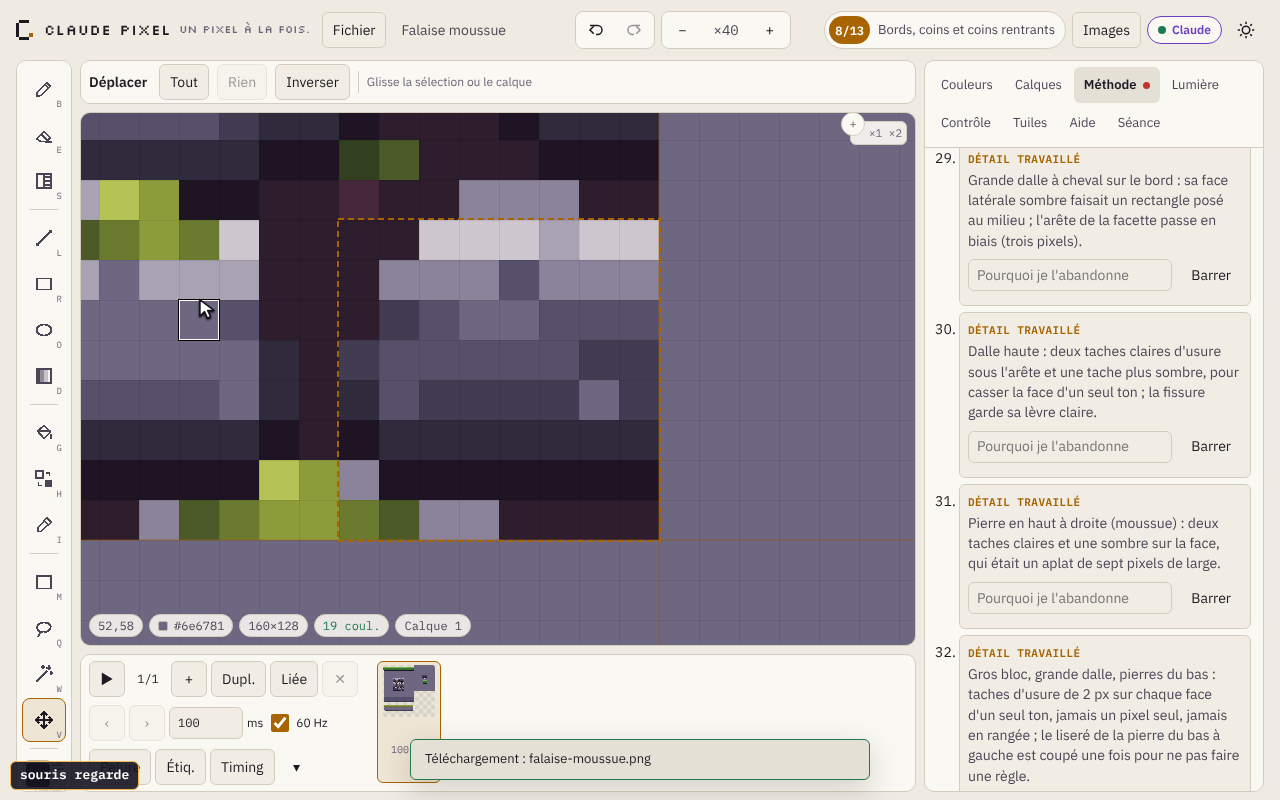 CLAUDE PIXEL UN PIXEL À LA FOIS. Fichier Falaise moussue − ×40 + 8/13 Bords, coins et coins rentrants Images Claude
Déplacer Tout Rien Inverser Glisse la sélection ou le calque
Couleurs Calques Méthode Lumière
Contrôle Tuiles Aide Séance
B
E
S
L
R
O
D
G
H
I
M
Q
W
V
+ ×1 ×2
29. DÉTAIL TRAVAILLÉ
Grande dalle à cheval sur le bord : sa face
latérale sombre faisait un rectangle posé
au milieu ; l'arête de la facette passe en
biais (trois pixels).
Pourquoi je l'abandonne Barrer
30. DÉTAIL TRAVAILLÉ
Dalle haute : deux taches claires d'usure
sous l'arête et une tache plus sombre, pour
casser la face d'un seul ton ; la fissure
garde sa lèvre claire.
Pourquoi je l'abandonne Barrer
31. DÉTAIL TRAVAILLÉ
Pierre en haut à droite (moussue) : deux
taches claires et une sombre sur la face,
qui était un aplat de sept pixels de large.
Pourquoi je l'abandonne Barrer
32. DÉTAIL TRAVAILLÉ
Gros bloc, grande dalle, pierres du bas :
taches d'usure de 2 px sur chaque face
d'un seul ton, jamais un pixel seul, jamais
en rangée ; le liseré de la pierre du bas à
gauche est coupé une fois pour ne pas faire
une règle.
52,58 #6e6781 160×128 19 coul. Calque 1
1/1 + Dupl. Liée ×
‹ › 100 ms 60 Hz
100
Étiq. Timing ▼
Téléchargement : falaise-moussue.png
souris regarde